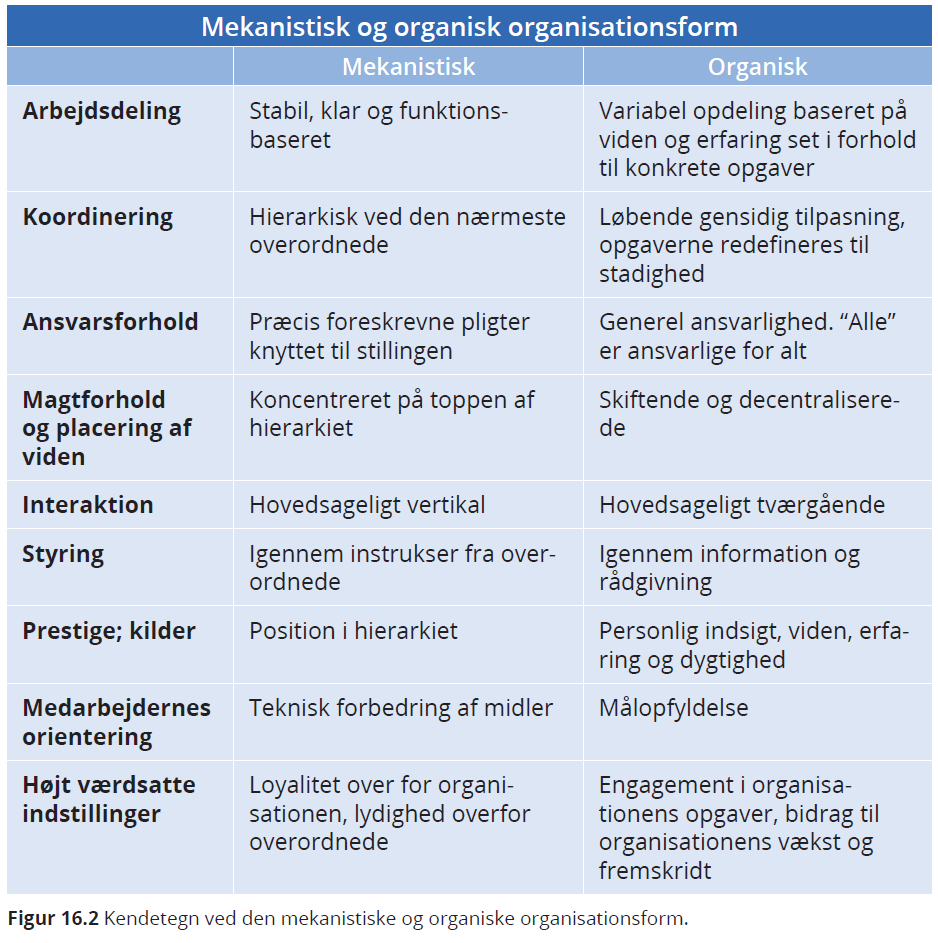 Mekanistisk og organisk organisationsform
Mekanistisk Organisk
Arbejdsdeling Stabil, klar og funktions- Variabel opdeling baseret på
baseret viden og erfaring set i forhold
til konkrete opgaver
Koordinering Hierarkisk ved den nærmeste Løbende gensidig tilpasning,
overordnede opgaverne redefineres til
stadighed
Ansvarsforhold Præcis foreskrevne pligter Generel ansvarlighed. “Alle”
knyttet til stillingen er ansvarlige for alt
Magtforhold Koncentreret på toppen af Skiftende og decentralisere-
og placering af hierarkiet de
viden
Interaktion Hovedsageligt vertikal Hovedsageligt tværgående
Styring Igennem instrukser fra over- Igennem information og
ordnede rådgivning
Prestige; kilder Position i hierarkiet Personlig indsigt, viden, erfa-
ring og dygtighed
Medarbejdernes Teknisk forbedring af midler Målopfyldelse
orientering
Højt værdsatte Loyalitet over for organi- Engagement i organisa-
indstillinger sationen, lydighed overfor tionens opgaver, bidrag til
overordnede organisationens vækst og
fremskridt
Figur 16.2 Kendetegn ved den mekanistiske og organiske organisationsform.